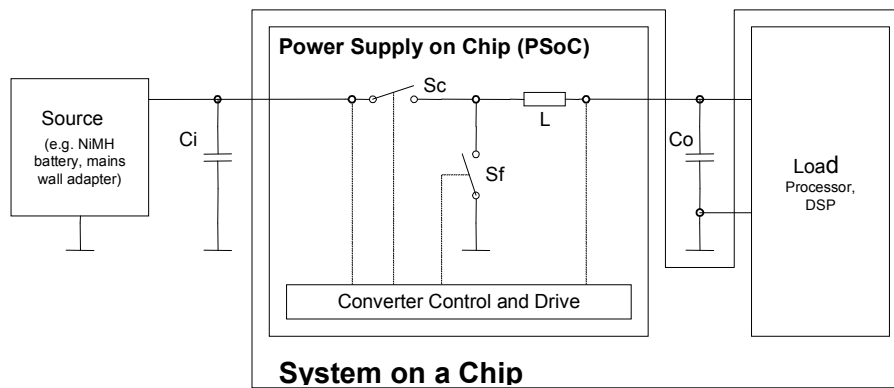 Power Supply on Chip (PSoC)
Source
(e.g. NiMH
battery, mains
wall adapter)
Ci
Sc
L
Sf
Co
Load
Processor,
DSP
Converter Control and Drive
System on a Chip